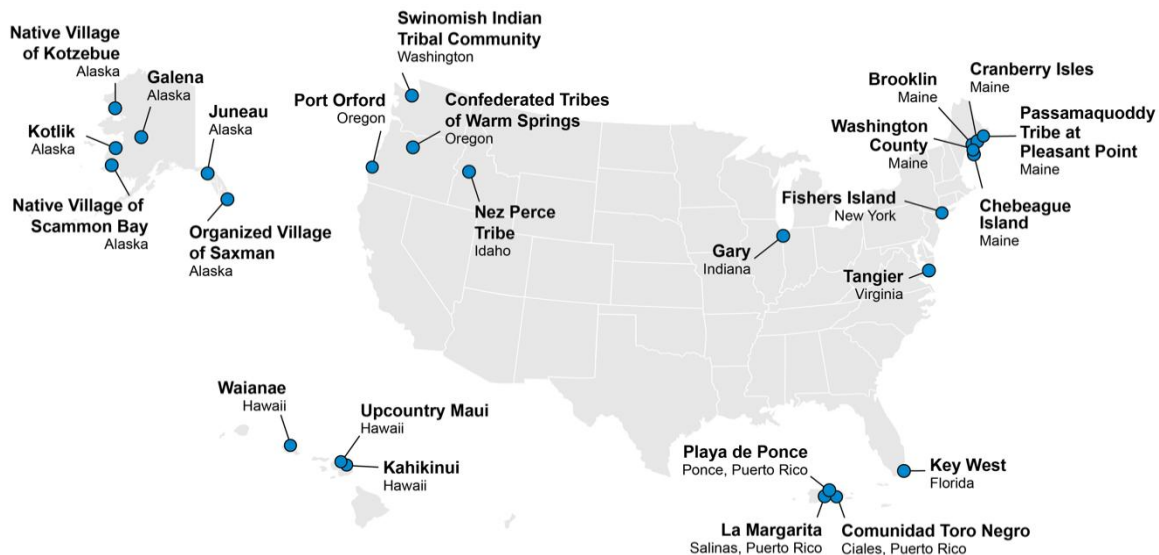 Native Village
of Kotzebue
Alaska
Galena
Alaska
Juneau
Alaska
Kotlik
Alaska
Native Village of
Scammon Bay
Alaska
Organized Village
of Saxman
Alaska
Swinomish Indian
Tribal Community
Washington
Port Orford
Oregon
Confederated Tribes
of Warm Springs
Oregon
Nez Perce
Tribe
Idaho
Brooklin
Maine
Cranberry Isles
Maine
Washington
County
Maine
Passamaquoddy
Tribe at
Pleasant Point
Maine
Fishers Island
New York
Chebeague
Island
Maine
Gary
Indiana
Tangier
Virginia
Waianae
Hawaii
Upcountry Maui
Hawaii
Kahikinui
Hawaii
Playa de Ponce
Ponce, Puerto Rico
Key West
Florida
La Margarita
Salinas, Puerto Rico
Comunidad Toro Negro
Ciales, Puerto Rico